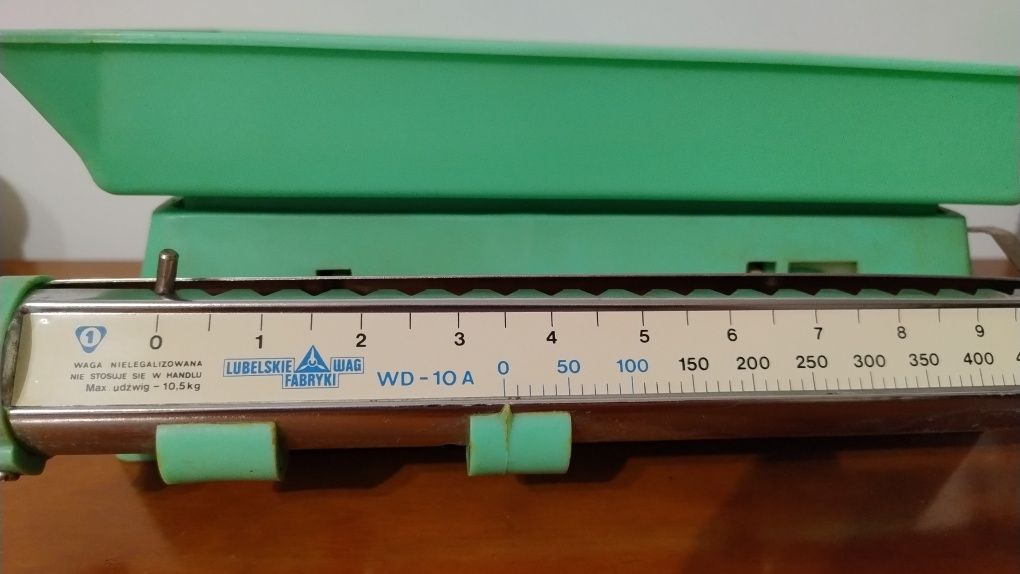 0 1 2 3 4 5 6 7 8 9
1
WAGA NIELEGALIZOWANA
NIE STOSUJE SIĘ W HANDLU
Max. udźwig - 10,5kg
LUBELSKIE WAG
FABRYKI
WD-10A
0 50 100 150 200 250 300 350 400